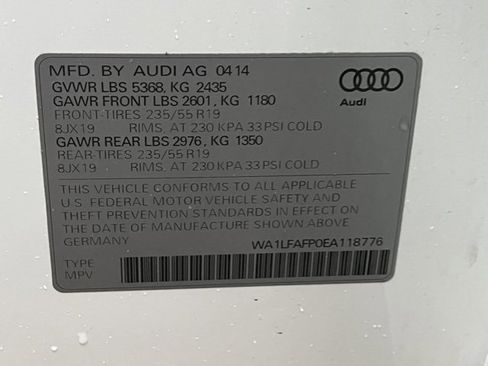 MFD. BY AUDI AG 04 14
GVWR LBS 5368, KG 2435
GAWR FRONT LBS 2601, KG 1180
FRONT-TIRES 235/55 R19
8JX19 RIMS, AT 230 KPA 33 PSI COLD
GAWR REAR LBS 2976, KG 1350
REAR-TIRES 235/55 R19
8JX19 RIMS, AT 230 KPA 33 PSI COLD
THIS VEHICLE CONFORMS TO ALL APPLICABLE
U.S FEDERAL MOTOR VEHICLE SAFETY AND
THEFT PREVENTION STANDARDS IN EFFECT ON
THE DATE OF MANUFACTURE SHOWN ABOVE.
GERMANY
WA1LFAFP0EA118776
TYPE
MPV
Audi